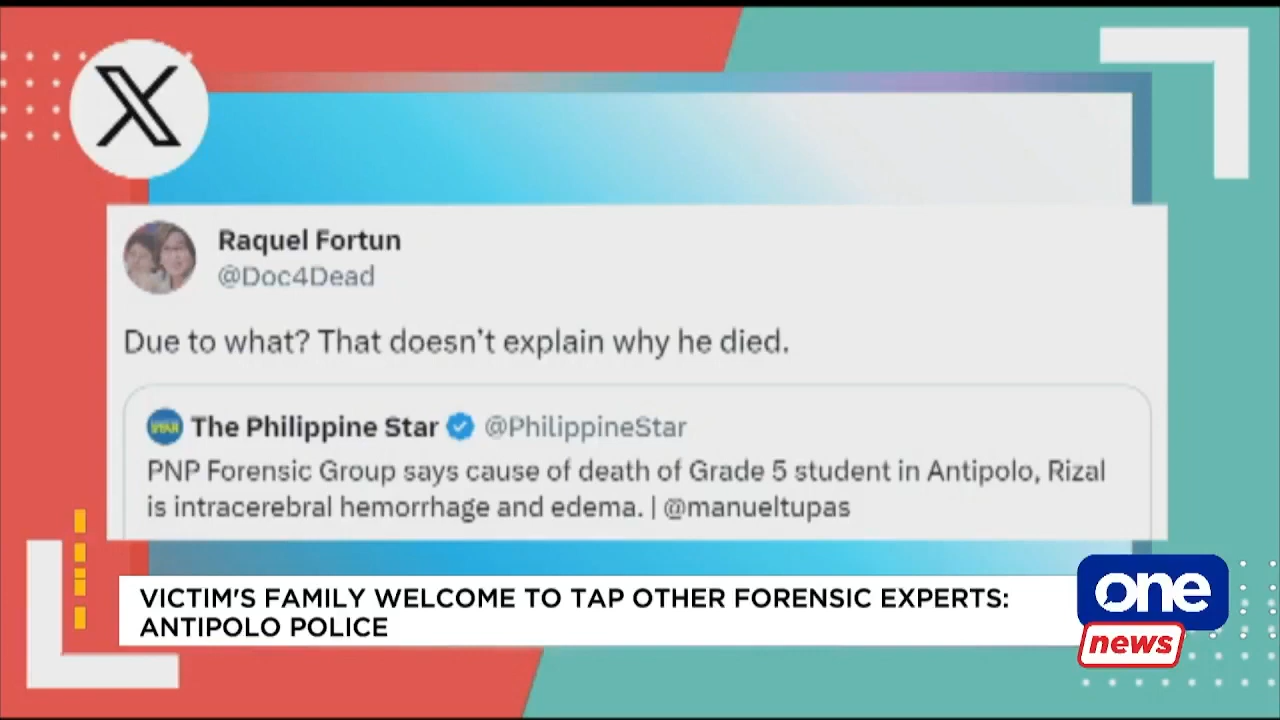 X
Raquel Fortun
@Doc4Dead
Due to what? That doesn't explain why he died.
The Philippine Star @PhilippineStar
PNP Forensic Group says cause of death of Grade 5 student in Antipolo, Rizal
is intracerebral hemorrhage and edema. | @manueltupas
VICTIM'S FAMILY WELCOME TO TAP OTHER FORENSIC EXPERTS:
ANTIPOLO POLICE
one
news